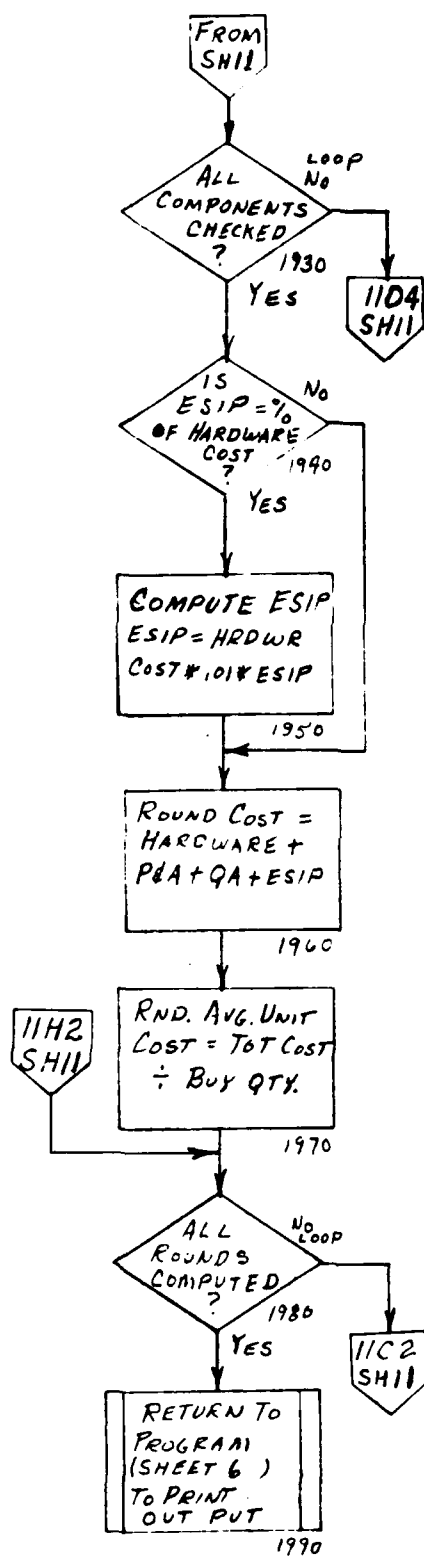 FROM
SH11
ALL
COMPONENTS
CHECKED
?
LOOP
NO
1930
YES
11D4
SH11
IS
ESIP = %
OF HARDWARE
COST
?
NO
1940
YES
COMPUTE ESIP
ESIP = HRDWR
COST * .01 * ESIP
1950
ROUND COST =
HARCWARE +
P&A + QA + ESIP
1960
RND. AVG. UNIT
COST = TOT COST
÷ BUY QTY.
1970
11H2
SH11
ALL
ROUNDS
COMPUTED
?
NO
LOOP
1980
YES
11C2
SH11
RETURN TO
PROGRAM
(SHEET 6 )
TO PRINT
OUT PUT
1990